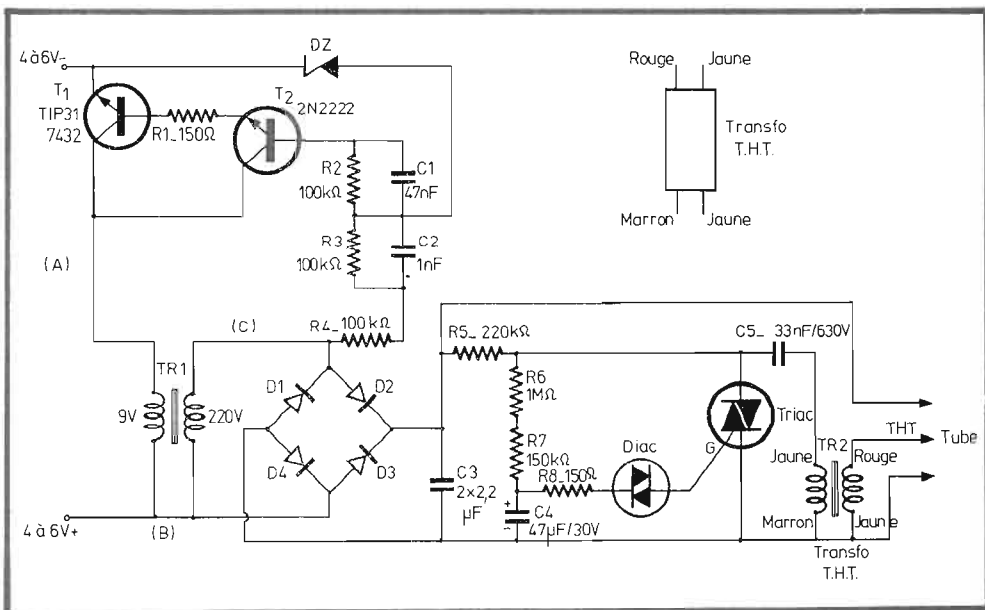 4 à 6V-
DZ
T1
TIP31
7432
R1_150Ω
T2
2N2222
R2
100kΩ
C1
47nF
R3
100kΩ
C2
1nF
Rouge
Jaune
Transfo
T.H.T.
Marron
Jaune
(A)
(C)
R4_100kΩ
TR1
9V
220V
D1
D2
D4
D3
4 à 6V+
(B)
R5_220kΩ
C5_ 33nF/630V
R6
1MΩ
R7
150kΩ
R8_150Ω
Diac
G
Triac
C3
2x2,2
µF
+
C4
-
47µF/30V
Jaune
TR2
THT
Rouge
Tube
Marron
Jaune
Transfo
T.H.T.